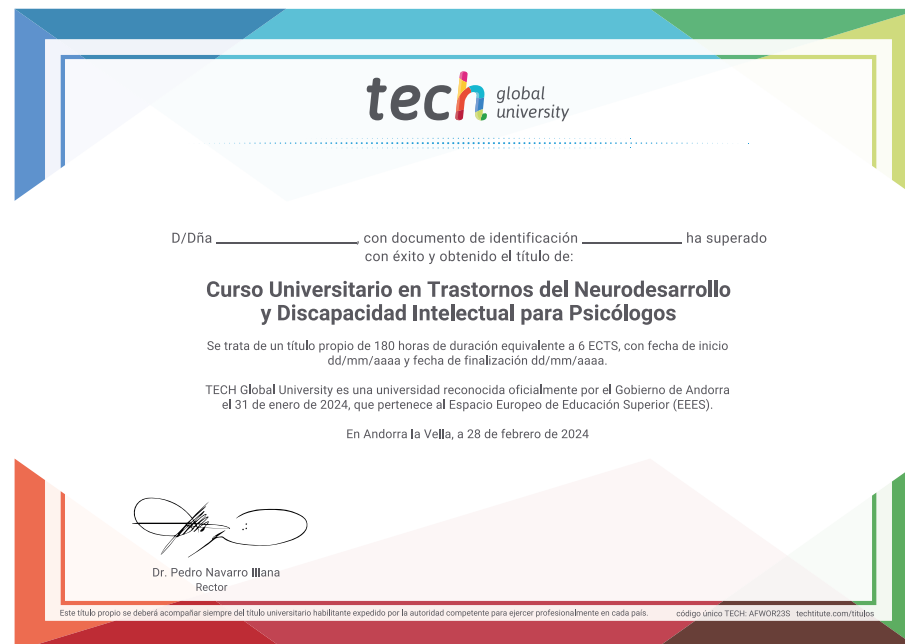 tech global university
D/Dña ____________________, con documento de identificación ______________ ha superado
con éxito y obtenido el título de:
Curso Universitario en Trastornos del Neurodesarrollo
y Discapacidad Intelectual para Psicólogos
Se trata de un título propio de 180 horas de duración equivalente a 6 ECTS, con fecha de inicio
dd/mm/aaaa y fecha de finalización dd/mm/aaaa.
TECH Global University es una universidad reconocida oficialmente por el Gobierno de Andorra
el 31 de enero de 2024, que pertenece al Espacio Europeo de Educación Superior (EEES).
En Andorra la Vella, a 28 de febrero de 2024
Dr. Pedro Navarro Illana
Rector
Este título propio se deberá acompañar siempre del título universitario habilitante expedido por la autoridad competente para ejercer profesionalmente en cada país. código único TECH: AFWOR23S techtitute.com/titulos